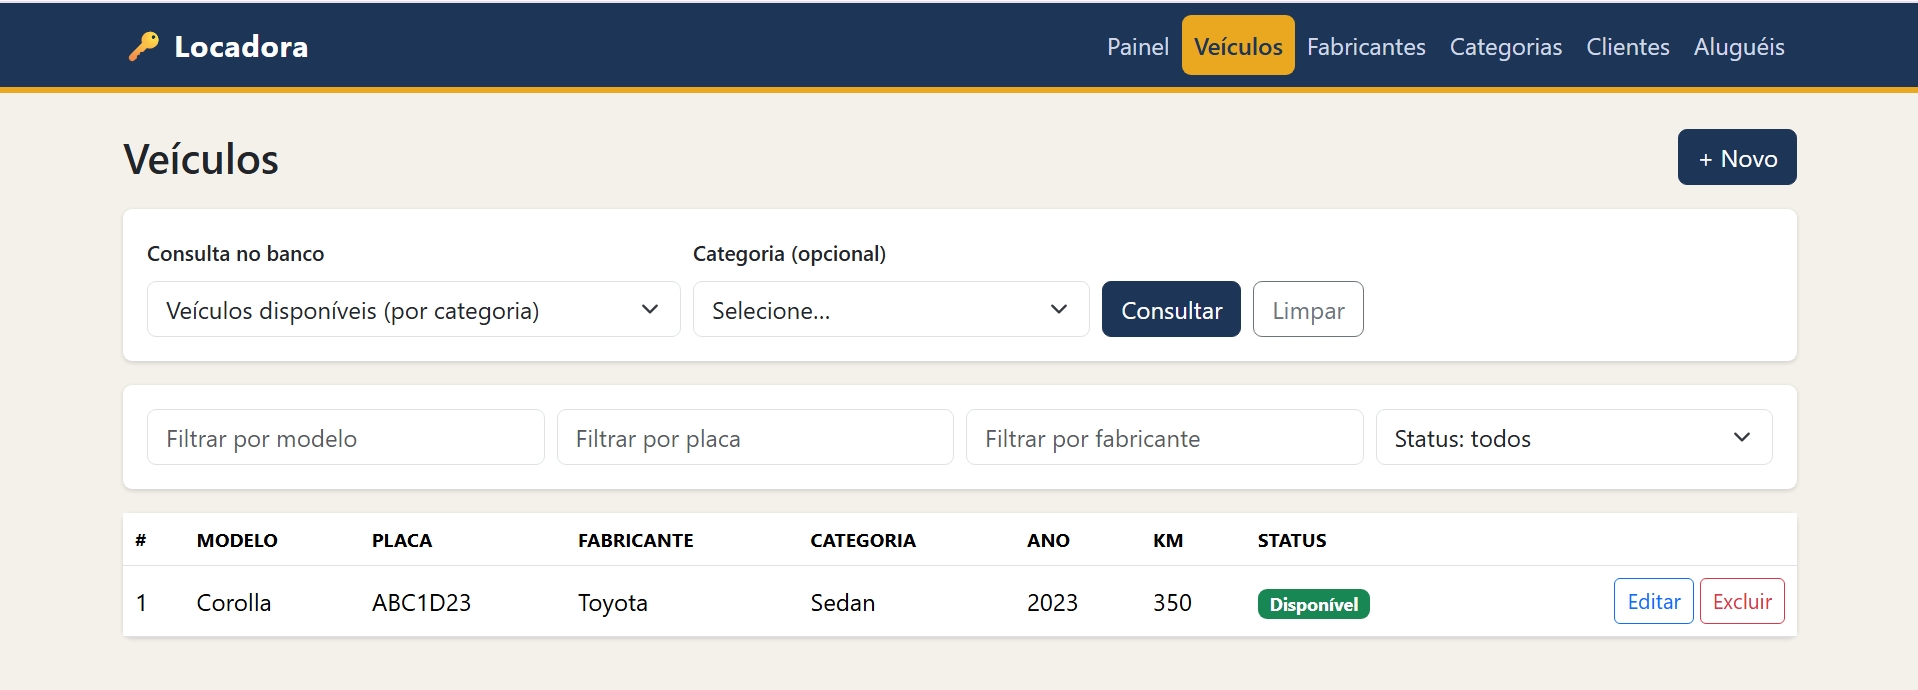 Locadora
Painel Veículos Fabricantes Categorias Clientes Aluguéis
Veículos
+ Novo
Consulta no banco Categoria (opcional)
Veículos disponíveis (por categoria) Selecione... Consultar Limpar
Filtrar por modelo Filtrar por placa Filtrar por fabricante Status: todos
# MODELO PLACA FABRICANTE CATEGORIA ANO KM STATUS
1 Corolla ABC1D23 Toyota Sedan 2023 350 Disponível Editar Excluir